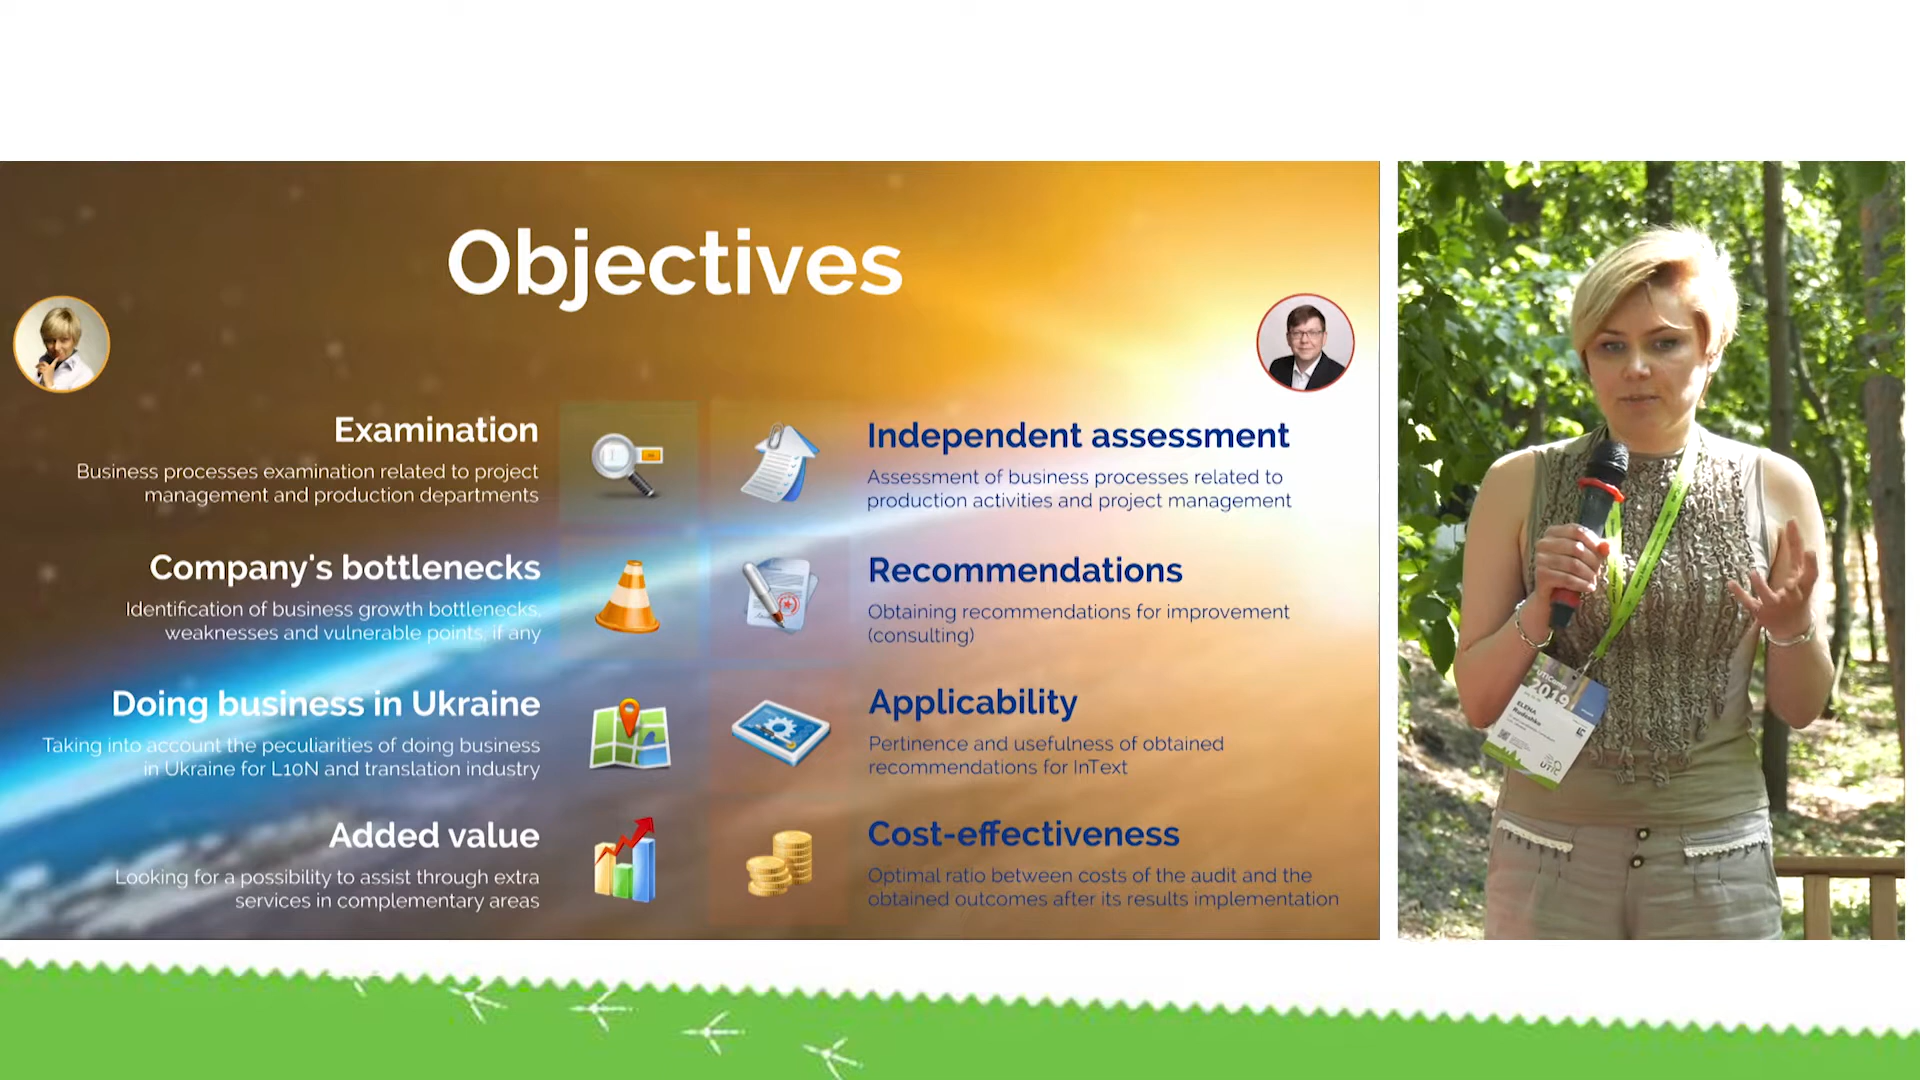 Objectives
Examination
Business processes examination related to project
management and production departments
Company's bottlenecks
Identification of business growth bottlenecks,
weaknesses and vulnerable points, if any
Doing business in Ukraine
Taking into account the peculiarities of doing business
in Ukraine for L10N and translation industry
Added value
Looking for a possibility to assist through extra
services in complementary areas
Independent assessment
Assessment of business processes related to
production activities and project management
Recommendations
Obtaining recommendations for improvement
(consulting)
Applicability
Pertinence and usefulness of obtained
recommendations for InText
Cost-effectiveness
Optimal ratio between costs of the audit and the
obtained outcomes after its results implementation
2019
ELENA
UTIC